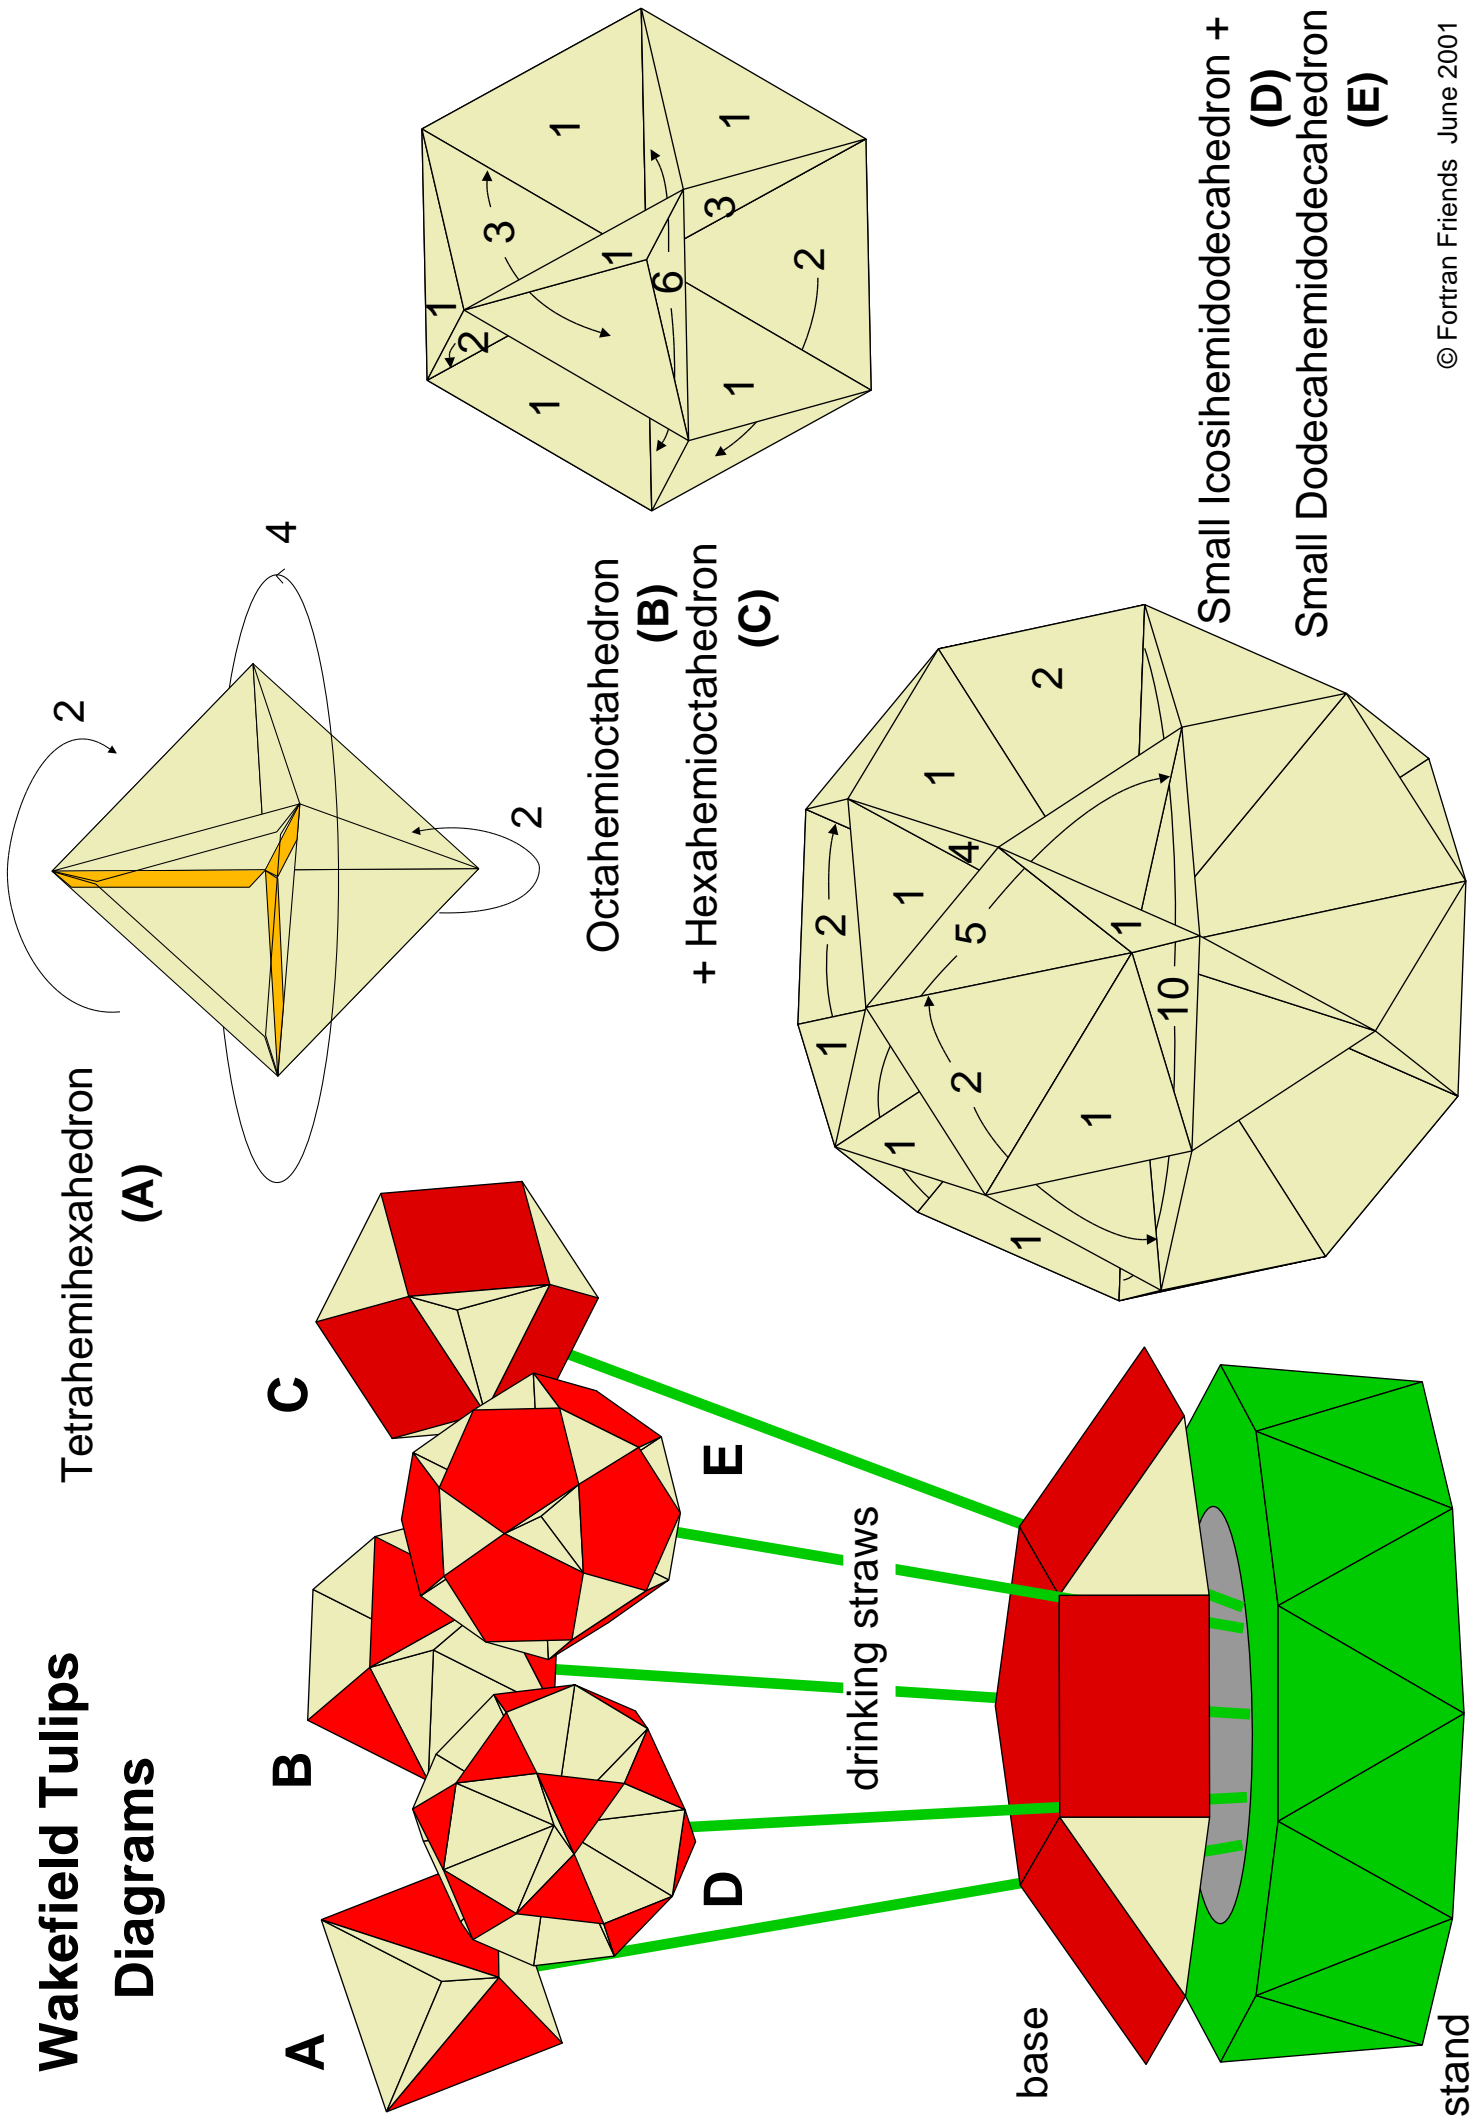 Wakefield Tulips
Diagrams
A
B
C
D
E
drinking straws
base
stand
Tetrahemihexahedron
(A)
2
4
2
Octahemioctahedron
(B)
+ Hexahemioctahedron
(C)
1
2
1
3
1
1
6
1
3
1
2
Small Icosihemidodecahedron +
(D)
Small Dodecahemidodecahedron
(E)
1
1
1
2
1
2
1
5
4
1
1
10
2
© Fortran Friends June 2001